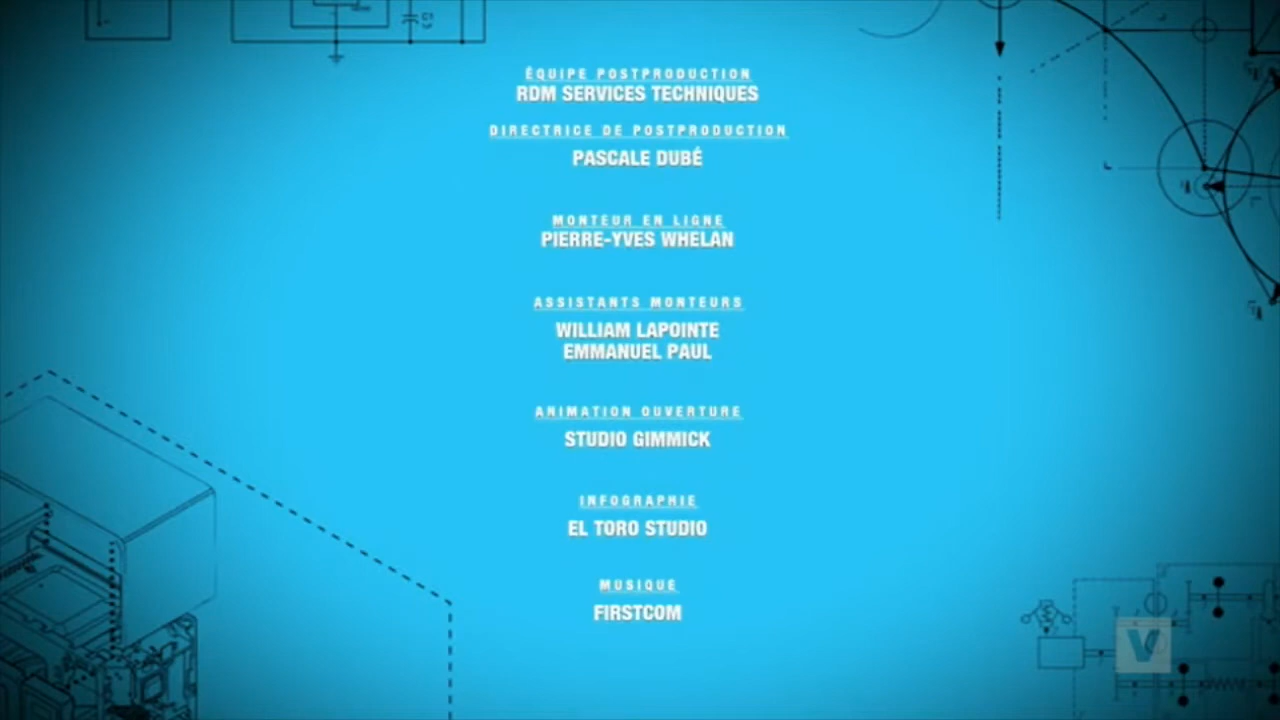 ÉQUIPE POSTPRODUCTION
RDM SERVICES TECHNIQUES
DIRECTRICE DE POSTPRODUCTION
PASCALE DUBÉ
MONTEUR EN LIGNE
PIERRE-YVES WHELAN
ASSISTANTS MONTEURS
WILLIAM LAPOINTE
EMMANUEL PAUL
ANIMATION OUVERTURE
STUDIO GIMMICK
INFOGRAPHIE
EL TORO STUDIO
MUSIQUE
FIRSTCOM
V